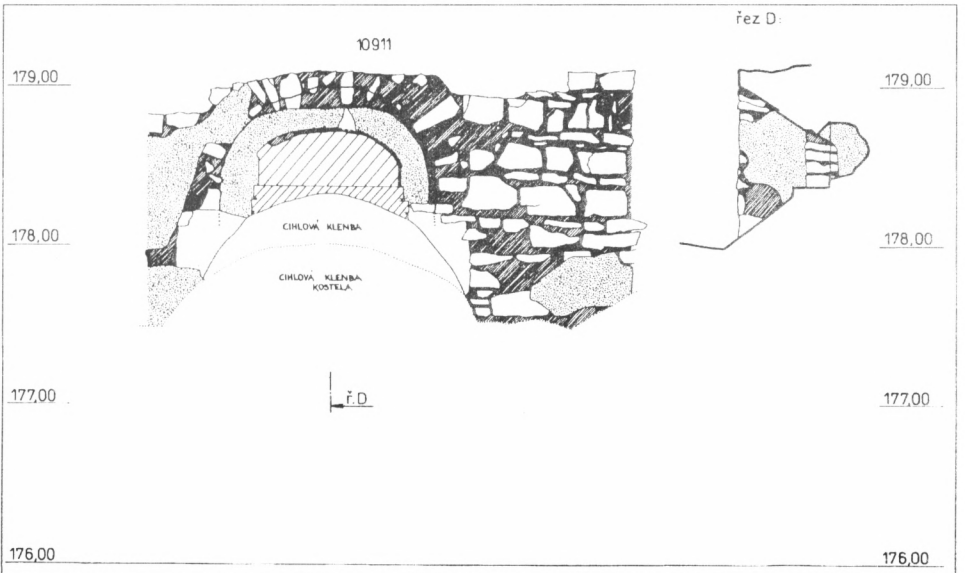 řez D:
10911
179,00
179,00
178,00
178,00
CIHLOVÁ KLENBA
CIHLOVÁ KLENBA
KOSTELA
177,00
ř. D
177,00
176,00
176,00